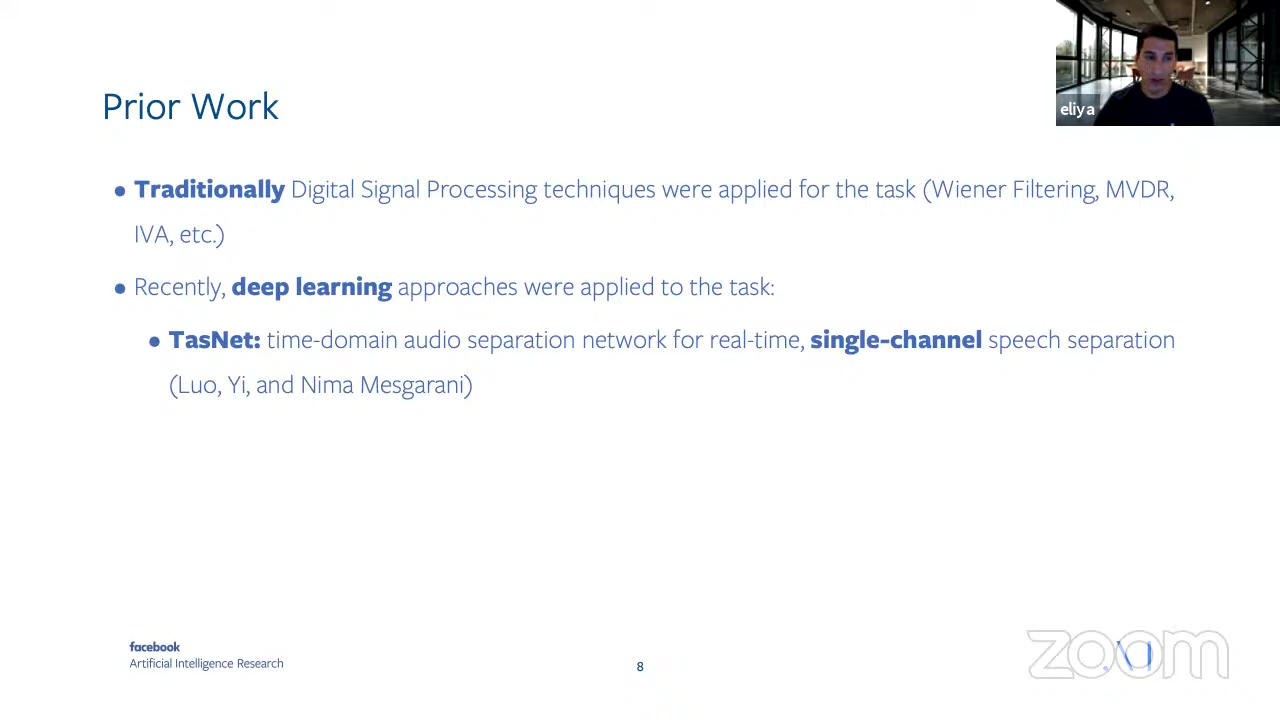 eliya
Prior Work
● Traditionally Digital Signal Processing techniques were applied for the task (Wiener Filtering, MVDR,
IVA, etc.)
● Recently, deep learning approaches were applied to the task:
● TasNet: time-domain audio separation network for real-time, single-channel speech separation
(Luo, Yi, and Nima Mesgarani)
facebook
Artificial Intelligence Research
8
zoom